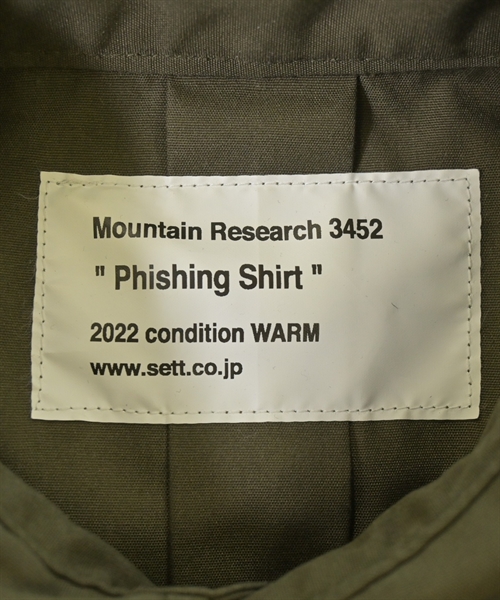 Mountain Research 3452
" Phishing Shirt "
2022 condition WARM
www.sett.co.jp